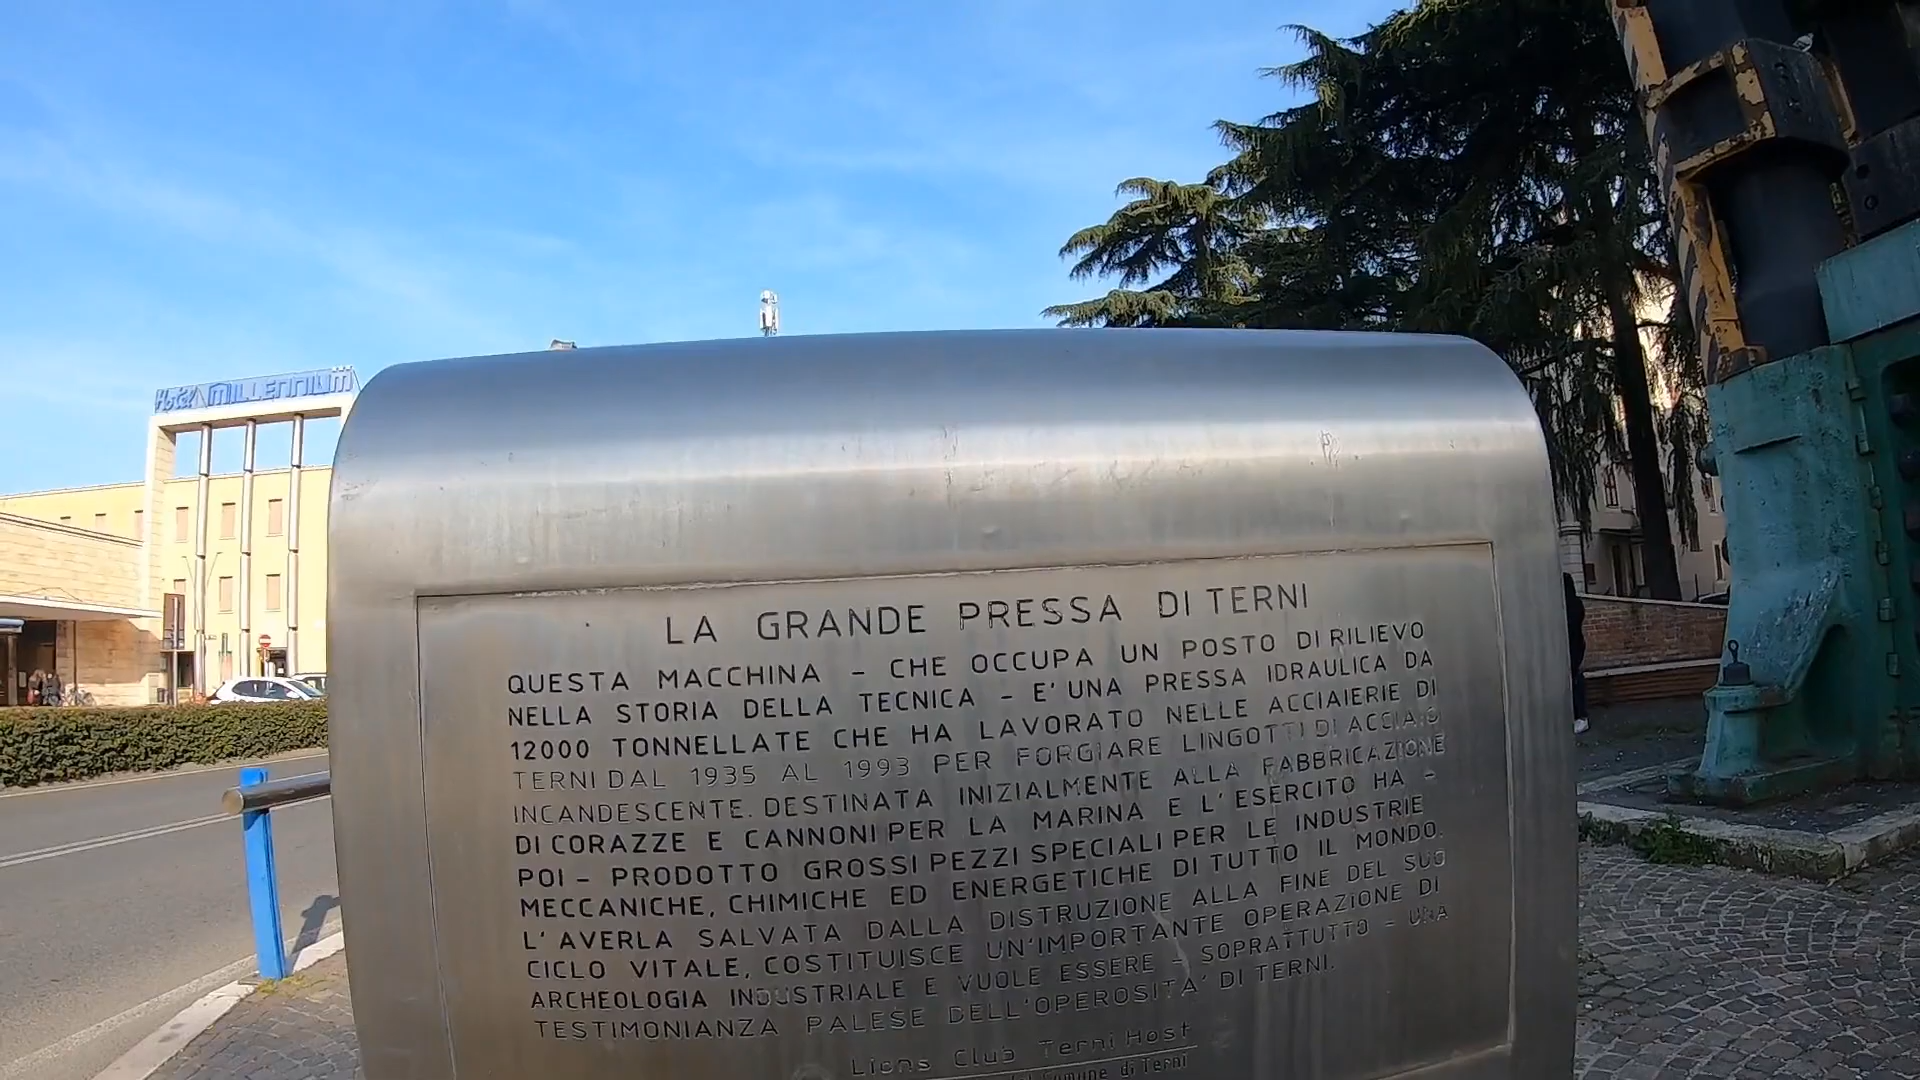 Hotel MILLENNIUM
LA GRANDE PRESSA DI TERNI
QUESTA MACCHINA - CHE OCCUPA UN POSTO DI RILIEVO
NELLA STORIA DELLA TECNICA - E' UNA PRESSA IDRAULICA DA
12000 TONNELLATE CHE HA LAVORATO NELLE ACCIAIERIE DI
TERNI DAL 1935 AL 1993 PER FORGIARE LINGOTTI DI ACCIAIO
INCANDESCENTE. DESTINATA INIZIALMENTE ALLA FABBRICAZIONE
DI CORAZZE E CANNONI PER LA MARINA E L'ESERCITO HA -
POI - PRODOTTO GROSSI PEZZI SPECIALI PER LE INDUSTRIE
MECCANICHE, CHIMICHE ED ENERGETICHE DI TUTTO IL MONDO.
L'AVERLA SALVATA DALLA DISTRUZIONE ALLA FINE DEL SUO
CICLO VITALE, COSTITUISCE UN'IMPORTANTE OPERAZIONE DI
ARCHEOLOGIA INDUSTRIALE E VUOLE ESSERE - SOPRATTUTTO - UNA
TESTIMONIANZA PALESE DELL'OPEROSITA' DI TERNI.
Lions Club Terni Host
Comune di Terni